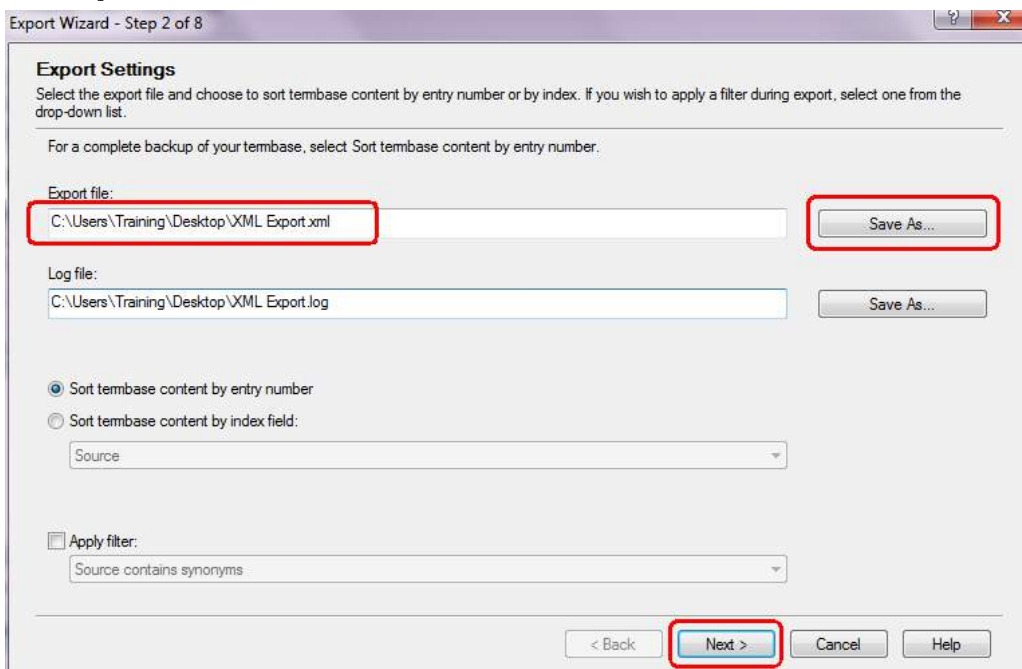 Export Wizard - Step 2 of 8
?
X
Export Settings
Select the export file and choose to sort termbase content by entry number or by index. If you wish to apply a filter during export, select one from the
drop-down list.
For a complete backup of your termbase, select Sort termbase content by entry number.
Export file:
C:\Users\Training\Desktop\XML Export.xml
Save As...
Log file:
C:\Users\Training\Desktop\XML Export.log
Save As...
Sort termbase content by entry number
Sort termbase content by index field:
Source
Apply filter:
Source contains synonyms
< Back
Next >
Cancel
Help